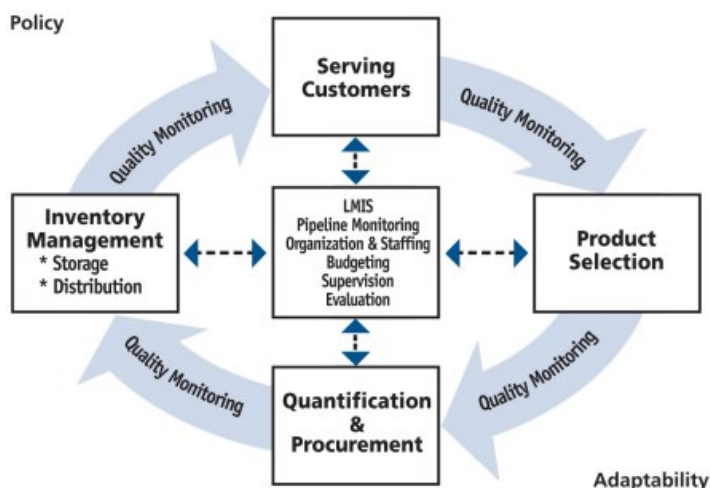 Policy
Serving
Customers
Quality Monitoring
Quality Monitoring
Inventory
Management
* Storage
* Distribution
LMIS
Pipeline Monitoring
Organization & Staffing
Budgeting
Supervision
Evaluation
Product
Selection
Quality Monitoring
Quality Monitoring
Quantification
&
Procurement
Adaptability